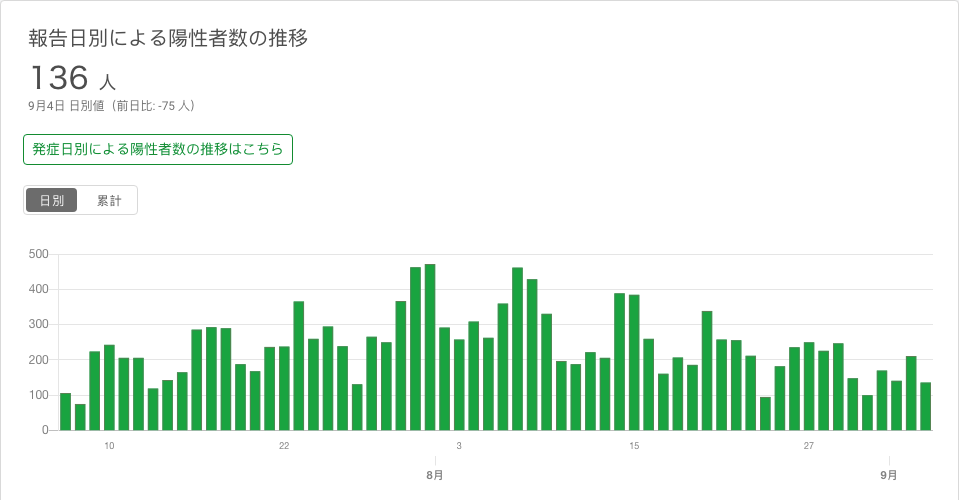 報告日別による陽性者数の推移
136 人
9月4日 日別値（前日比: -75 人）
発症日別による陽性者数の推移はこちら
日別 累計
500
400
300
200
100
0
10 22 3 15 27
8月 9月